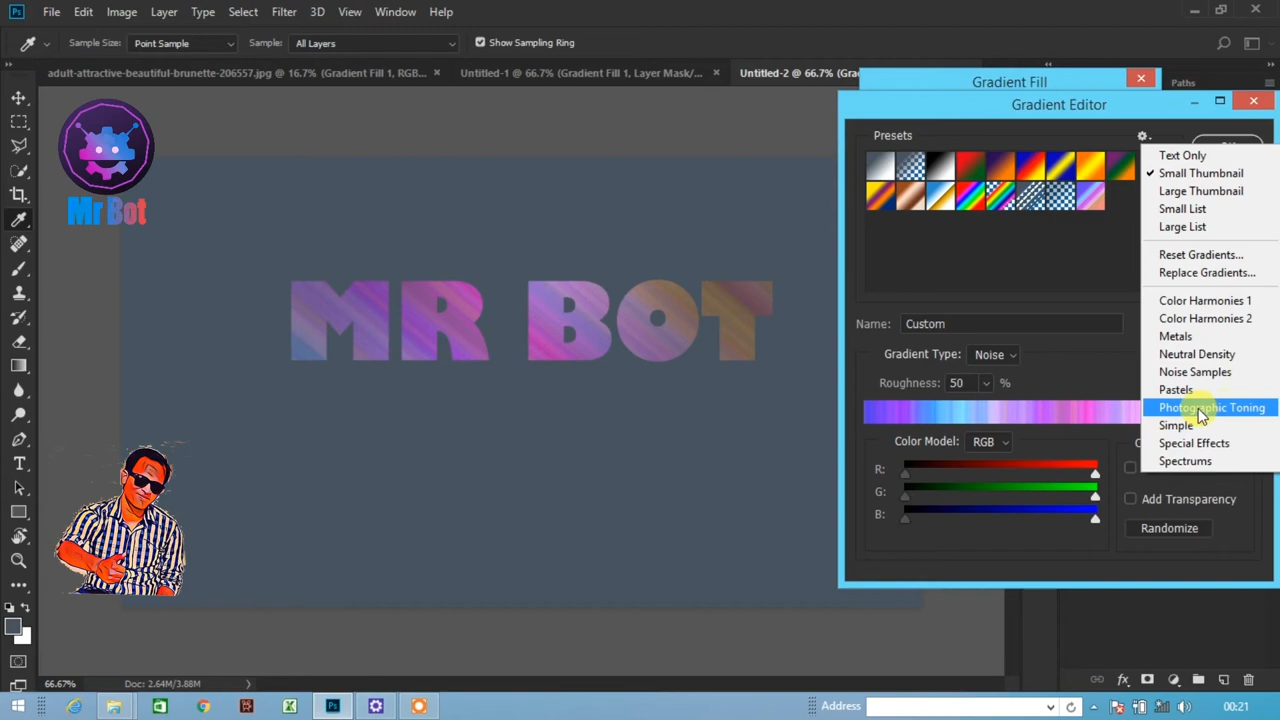 Ps File Edit Image Layer Type Select Filter 3D View Window Help
Sample Size: Point Sample Sample: All Layers Show Sampling Ring
adult-attractive-beautiful-brunette-206557.jpg @ 16.7% (Gradient Fill 1, RGB... × Untitled-1 @ 66.7% (Gradient Fill 1, Layer Mask/... × Untitled-2 @ 66.7% (Gra
Gradient Fill
Paths
Gradient Editor
Presets
Text Only
Small Thumbnail
Large Thumbnail
Small List
Large List
Reset Gradients...
Replace Gradients...
Color Harmonies 1
Color Harmonies 2
Metals
Neutral Density
Noise Samples
Pastels
Photographic Toning
Simple
Special Effects
Spectrums
Mr Bot
MR BOT
Name: Custom
Gradient Type: Noise
Roughness: 50 %
Color Model: RGB
R:
G:
B:
Add Transparency
Randomize
66.67% Doc: 2.64M/3.88M
Address
00:21